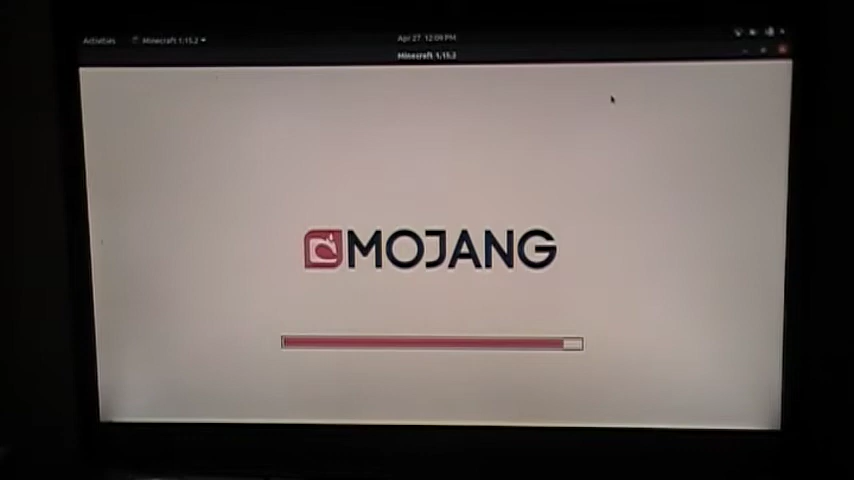 Activities Minecraft 1.15.2 Apr 27 12:09 PM
Minecraft 1.15.2
MOJANG